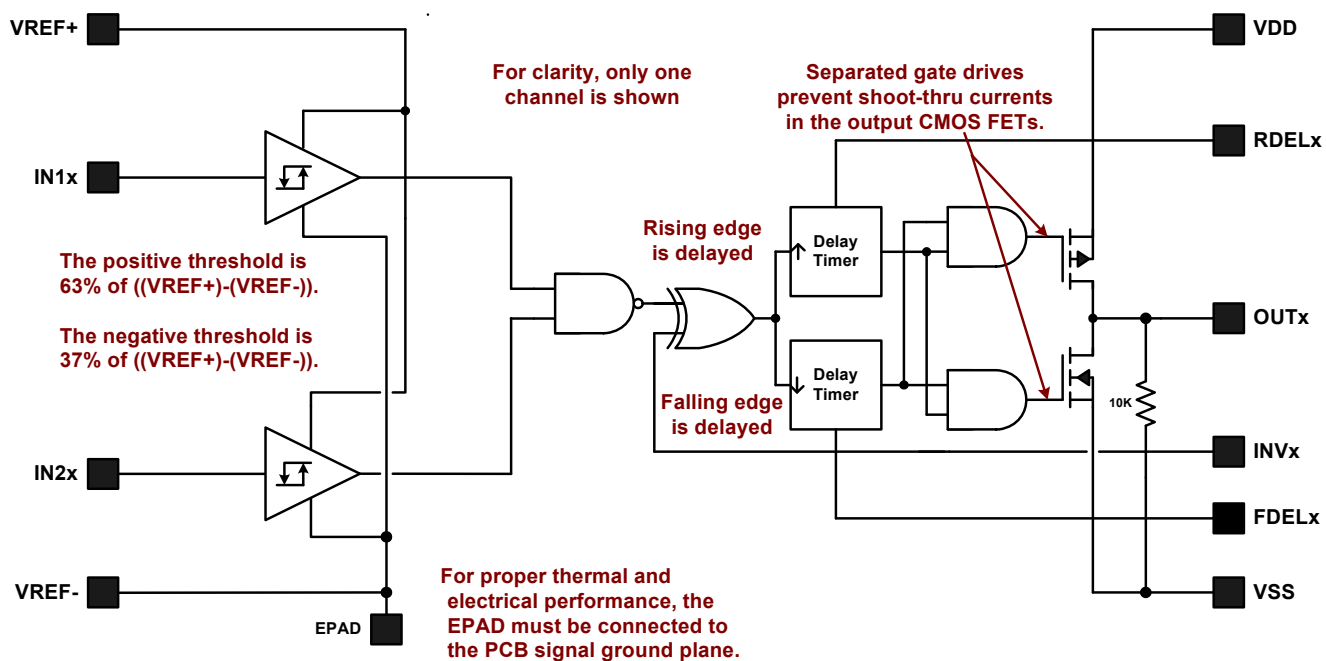 VREF+
VDD
For clarity, only one
channel is shown
Separated gate drives
prevent shoot-thru currents
in the output CMOS FETs.
RDELx
IN1x
Rising edge
is delayed
Delay
Timer
The positive threshold is
63% of ((VREF+)-(VREF-)).
OUTx
The negative threshold is
37% of ((VREF+)-(VREF-)).
Delay
Timer
10K
Falling edge
is delayed
INVx
IN2x
FDELx
VREF-
VSS
EPAD
For proper thermal and
electrical performance, the
EPAD must be connected to
the PCB signal ground plane.